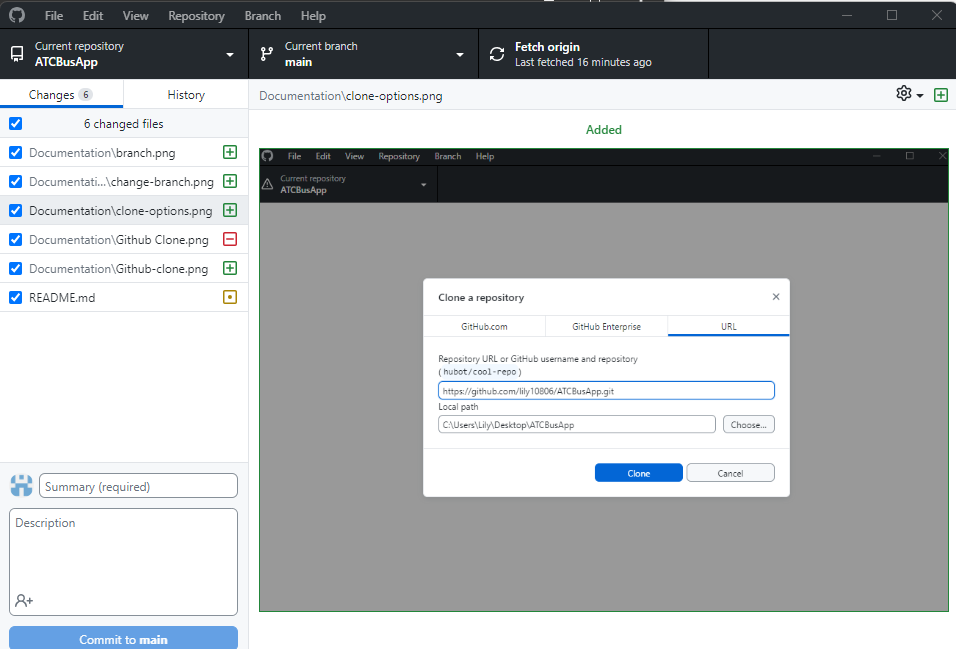 File Edit View Repository Branch Help
Current repository
ATCBusApp
Current branch
main
Fetch origin
Last fetched 16 minutes ago
Changes 6
History
Documentation\clone-options.png
6 changed files
Documentation\branch.png
Documentati...\change-branch.png
Documentation\clone-options.png
Documentation\Github Clone.png
Documentation\Github-clone.png
README.md
Added
File Edit View Repository Branch Help
Current repository
ATCBusApp
Clone a repository
GitHub.com GitHub Enterprise URL
Repository URL or GitHub username and repository
(hubot/cool-repo)
https://github.com/lily10806/ATCBusApp.git
Local path
C:\Users\Lily\Desktop\ATCBusApp
Choose...
Clone Cancel
Summary (required)
Description
Commit to main